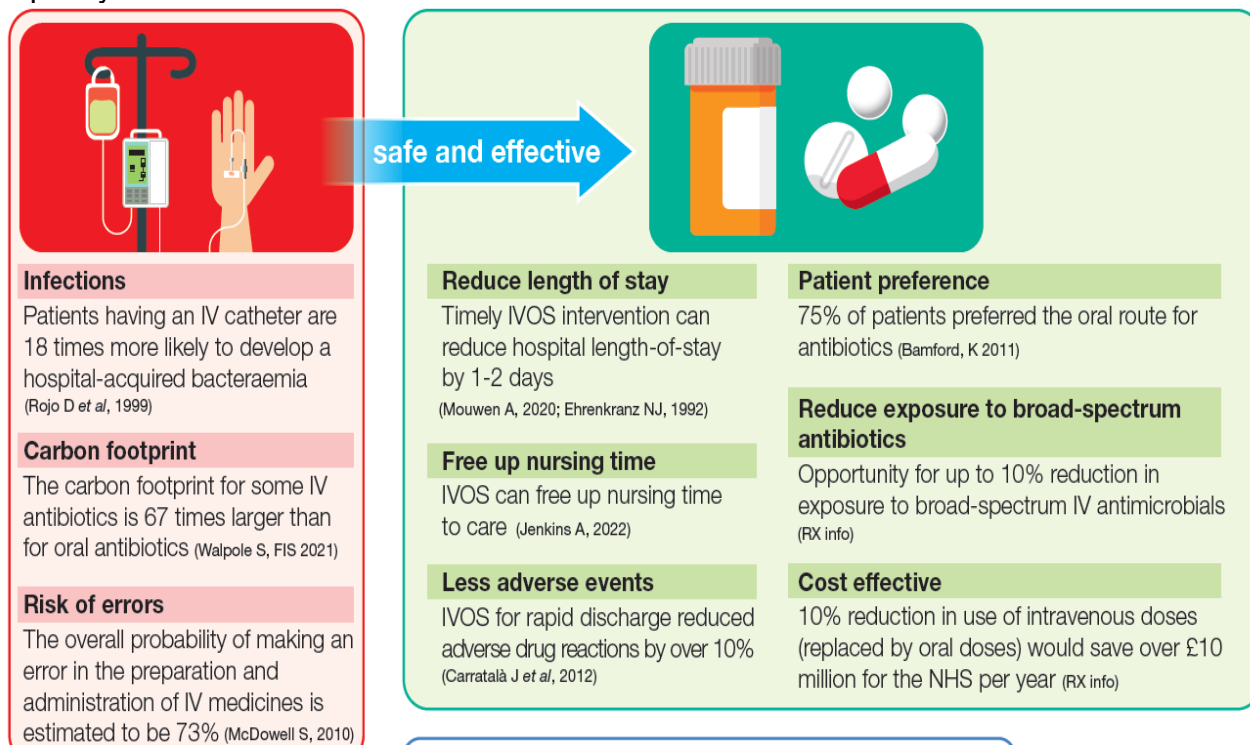 safe and effective
Infections
Patients having an IV catheter are
18 times more likely to develop a
hospital-acquired bacteraemia
(Rojo D et al, 1999)
Carbon footprint
The carbon footprint for some IV
antibiotics is 67 times larger than
for oral antibiotics (Walpole S, FIS 2021)
Risk of errors
The overall probability of making an
error in the preparation and
administration of IV medicines is
estimated to be 73% (McDowell S, 2010)
Reduce length of stay
Timely IVOS intervention can
reduce hospital length-of-stay
by 1-2 days
(Mouwen A, 2020; Ehrenkranz NJ, 1992)
Free up nursing time
IVOS can free up nursing time
to care (Jenkins A, 2022)
Less adverse events
IVOS for rapid discharge reduced
adverse drug reactions by over 10%
(Carratalà J et al, 2012)
Patient preference
75% of patients preferred the oral route for
antibiotics (Bamford, K 2011)
Reduce exposure to broad-spectrum
antibiotics
Opportunity for up to 10% reduction in
exposure to broad-spectrum IV antimicrobials
(RX info)
Cost effective
10% reduction in use of intravenous doses
(replaced by oral doses) would save over £10
million for the NHS per year (RX info)